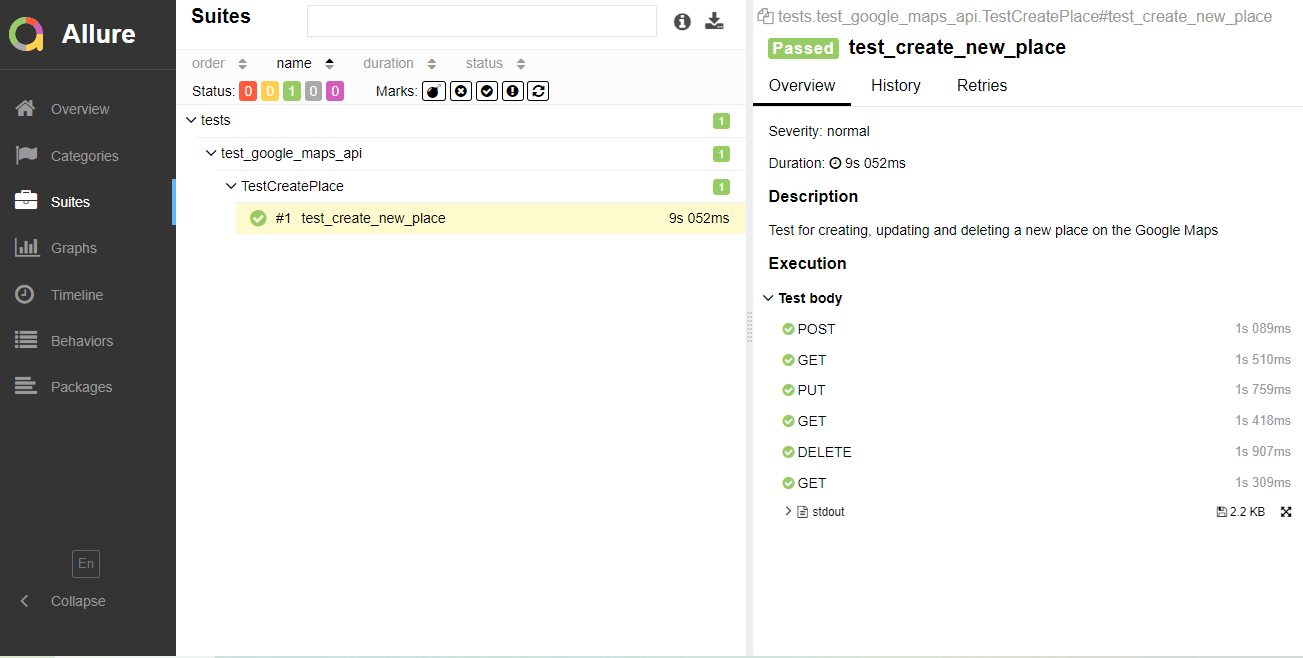 Allure
Overview
Categories
Suites
Graphs
Timeline
Behaviors
Packages
En
Collapse
Suites
order name duration status
Status: 0 0 1 0 0 Marks:
tests 1
test_google_maps_api 1
TestCreatePlace 1
#1 test_create_new_place 9s 052ms
tests.test_google_maps_api.TestCreatePlace#test_create_new_place
Passed test_create_new_place
Overview History Retries
Severity: normal
Duration: 9s 052ms
Description
Test for creating, updating and deleting a new place on the Google Maps
Execution
Test body
POST 1s 089ms
GET 1s 510ms
PUT 1s 759ms
GET 1s 418ms
DELETE 1s 907ms
GET 1s 309ms
stdout 2.2 KB